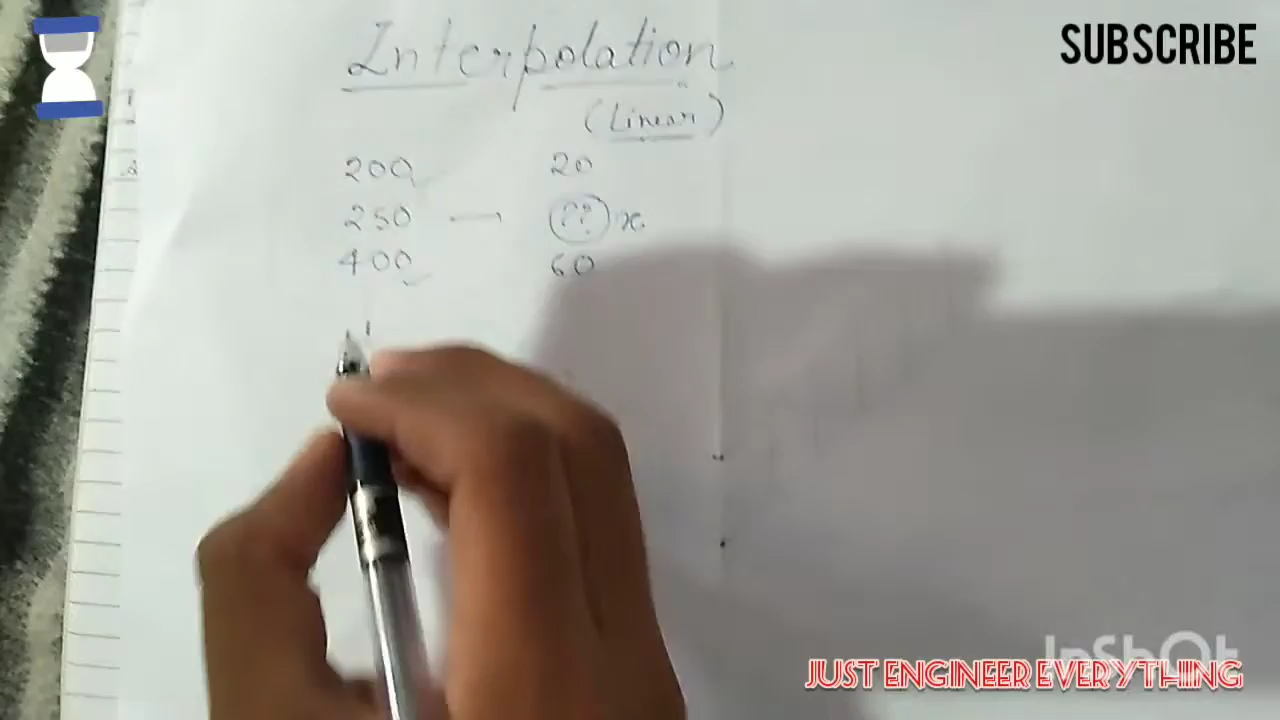 SUBSCRIBE
Interpolation
(Linear)
200 20
250 — ?? x
400 60
InShOt
JUST ENGINEER EVERYTHING